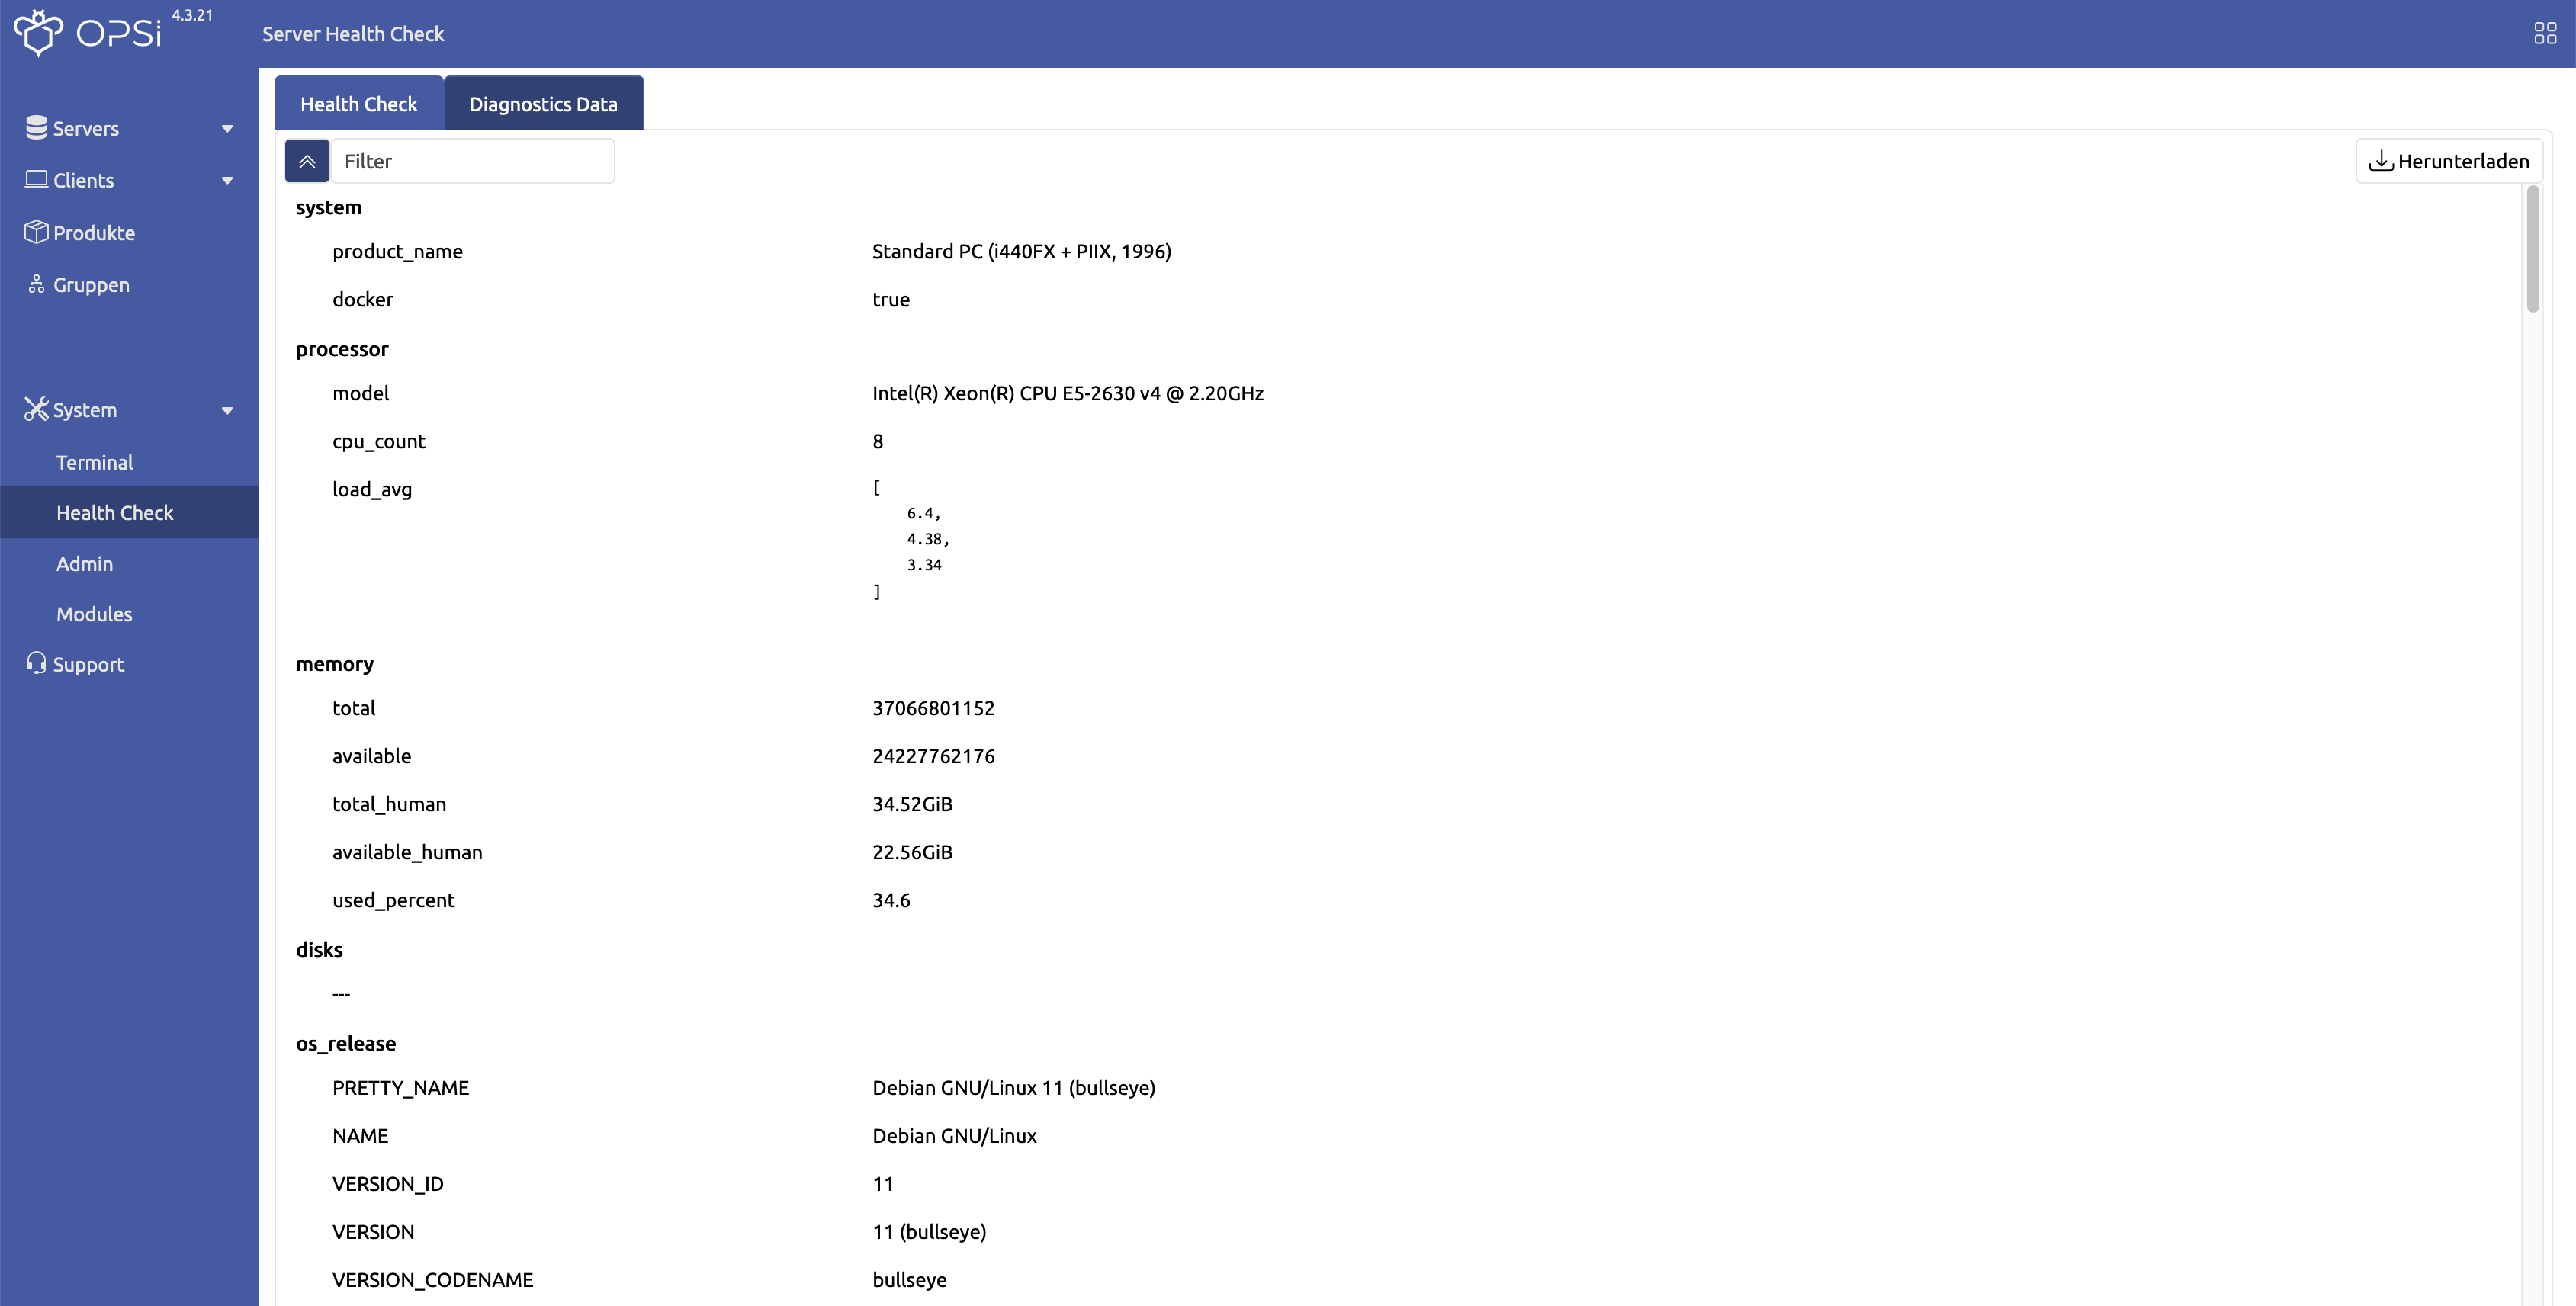 OPSi 4.3.21
Server Health Check
Servers
Clients
Produkte
Gruppen
System
Terminal
Health Check
Admin
Modules
Support
Health Check
Diagnostics Data
Filter
Herunterladen
system
product_name Standard PC (i440FX + PIIX, 1996)
docker true
processor
model Intel(R) Xeon(R) CPU E5-2630 v4 @ 2.20GHz
cpu_count 8
load_avg [
6.4,
4.38,
3.34
]
memory
total 37066801152
available 24227762176
total_human 34.52GiB
available_human 22.56GiB
used_percent 34.6
disks
---
os_release
PRETTY_NAME Debian GNU/Linux 11 (bullseye)
NAME Debian GNU/Linux
VERSION_ID 11
VERSION 11 (bullseye)
VERSION_CODENAME bullseye